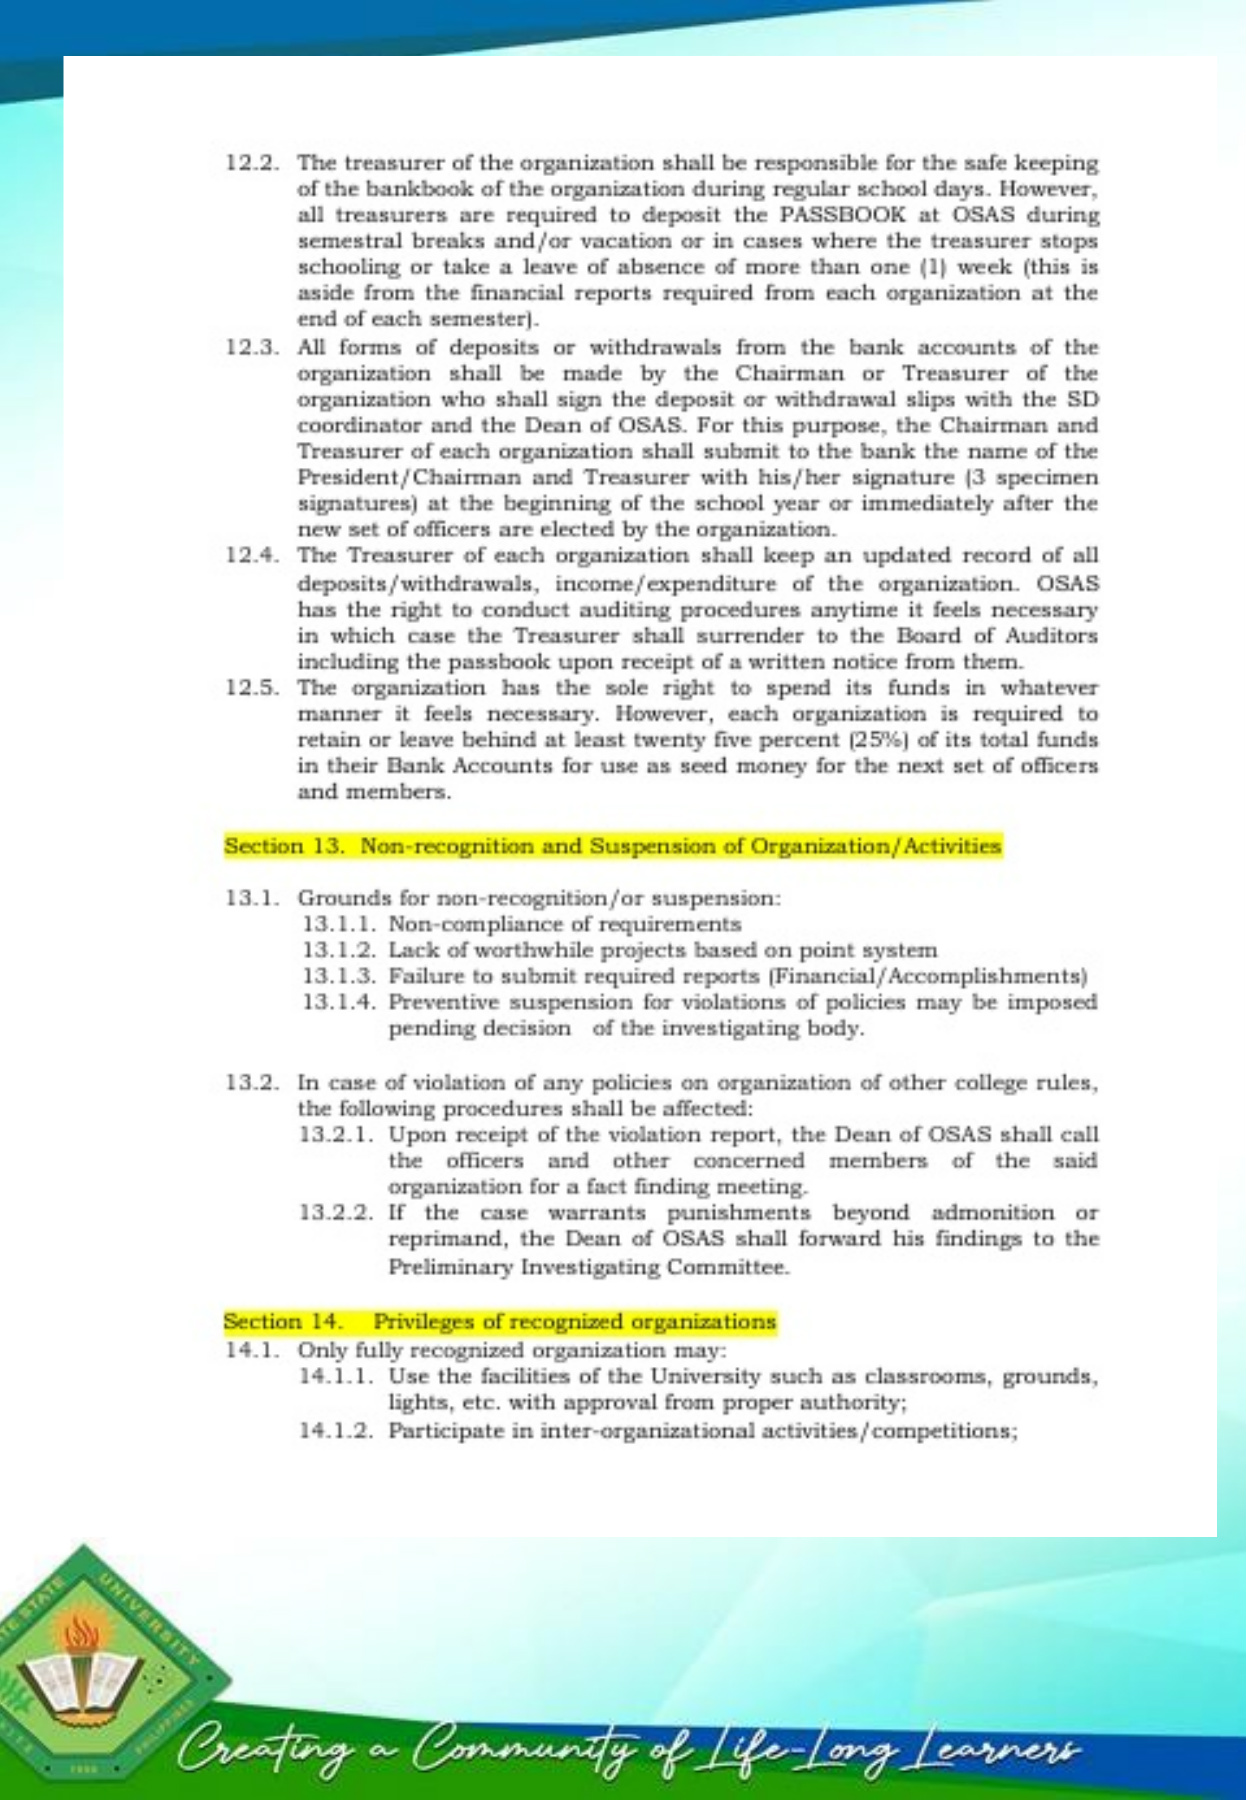 12.2. The treasurer of the organization shall be responsible for the safe keeping
of the bankbook of the organization during regular school days. However,
all treasurers are required to deposit the PASSBOOK at OSAS during
semestral breaks and/or vacation or in cases where the treasurer stops
schooling or take a leave of absence of more than one (1) week (this is
aside from the financial reports required from each organization at the
end of each semester).
12.3. All forms of deposits or withdrawals from the bank accounts of the
organization shall be made by the Chairman or Treasurer of the
organization who shall sign the deposit or withdrawal slips with the SD
coordinator and the Dean of OSAS. For this purpose, the Chairman and
Treasurer of each organization shall submit to the bank the name of the
President/Chairman and Treasurer with his/her signature (3 specimen
signatures) at the beginning of the school year or immediately after the
new set of officers are elected by the organization.
12.4. The Treasurer of each organization shall keep an updated record of all
deposits/withdrawals, income/expenditure of the organization. OSAS
has the right to conduct auditing procedures anytime it feels necessary
in which case the Treasurer shall surrender to the Board of Auditors
including the passbook upon receipt of a written notice from them.
12.5. The organization has the sole right to spend its funds in whatever
manner it feels necessary. However, each organization is required to
retain or leave behind at least twenty five percent (25%) of its total funds
in their Bank Accounts for use as seed money for the next set of officers
and members.
Section 13. Non-recognition and Suspension of Organization/Activities
13.1. Grounds for non-recognition/or suspension:
13.1.1. Non-compliance of requirements
13.1.2. Lack of worthwhile projects based on point system
13.1.3. Failure to submit required reports (Financial/Accomplishments)
13.1.4. Preventive suspension for violations of policies may be imposed
pending decision of the investigating body.
13.2. In case of violation of any policies on organization of other college rules,
the following procedures shall be affected:
13.2.1. Upon receipt of the violation report, the Dean of OSAS shall call
the officers and other concerned members of the said
organization for a fact finding meeting.
13.2.2. If the case warrants punishments beyond admonition or
reprimand, the Dean of OSAS shall forward his findings to the
Preliminary Investigating Committee.
Section 14. Privileges of recognized organizations
14.1. Only fully recognized organization may:
14.1.1. Use the facilities of the University such as classrooms, grounds,
lights, etc. with approval from proper authority;
14.1.2. Participate in inter-organizational activities/competitions;
STATE UNIVERSITY
PHILIPPINES
Creating a Community of Life-Long Learners